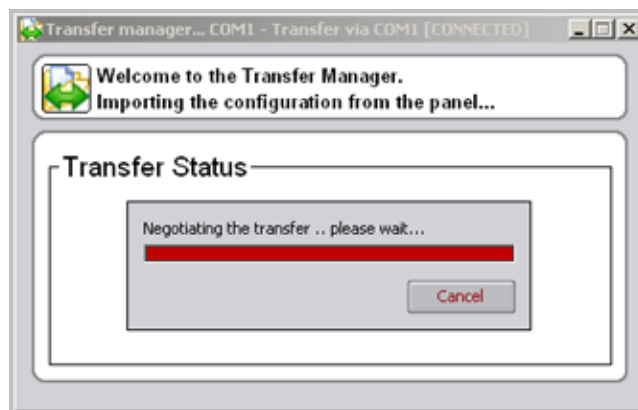 Transfer manager... COM1 - Transfer via COM1 [CONNECTED]
Welcome to the Transfer Manager.
Importing the configuration from the panel...
Transfer Status
Negotiating the transfer .. please wait...
Cancel